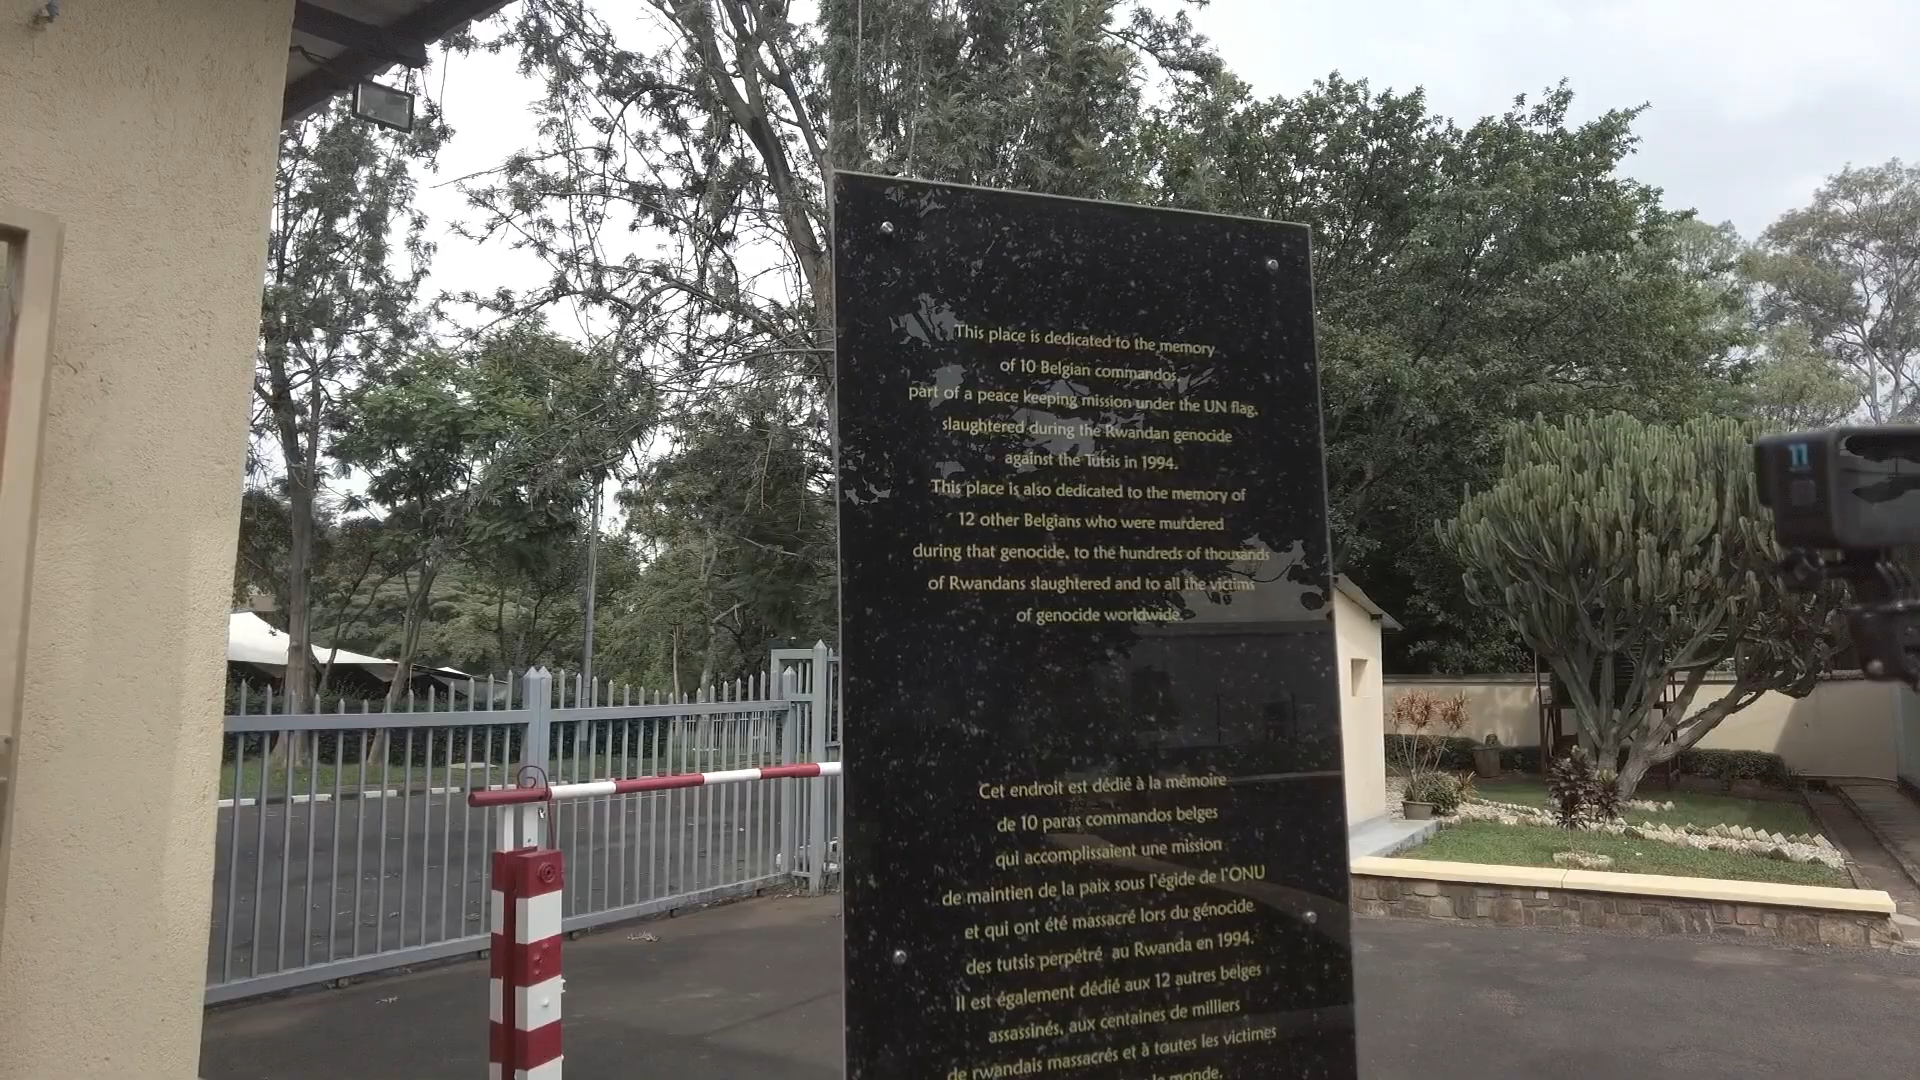 This place is dedicated to the memory
of 10 Belgian commandos,
part of a peace keeping mission under the UN flag,
slaughtered during the Rwandan genocide
against the Tutsis in 1994.
This place is also dedicated to the memory of
12 other Belgians who were murdered
during that genocide, to the hundreds of thousands
of Rwandans slaughtered and to all the victims
of genocide worldwide.
Cet endroit est dédié à la mémoire
de 10 paras commandos belges
qui accomplissaient une mission
de maintien de la paix sous l'égide de l'ONU
et qui ont été massacré lors du génocide
des tutsis perpétré au Rwanda en 1994.
Il est également dédié aux 12 autres belges
assassinés, aux centaines de milliers
de rwandais massacrés et à toutes les victimes
le monde.
11